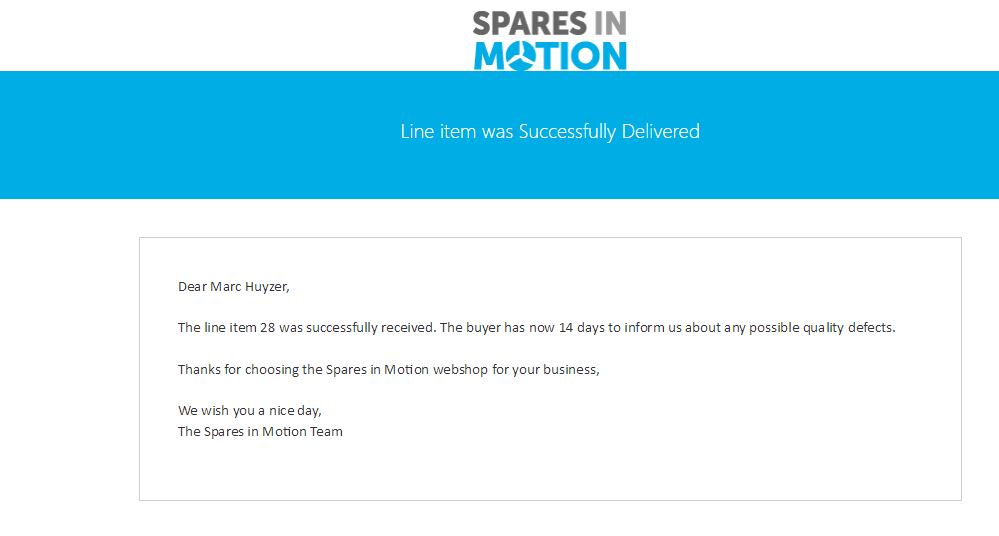 SPARES IN
MOTION
Line item was Successfully Delivered
Dear Marc Huyzer,
The line item 28 was successfully received. The buyer has now 14 days to inform us about any possible quality defects.
Thanks for choosing the Spares in Motion webshop for your business,
We wish you a nice day,
The Spares in Motion Team